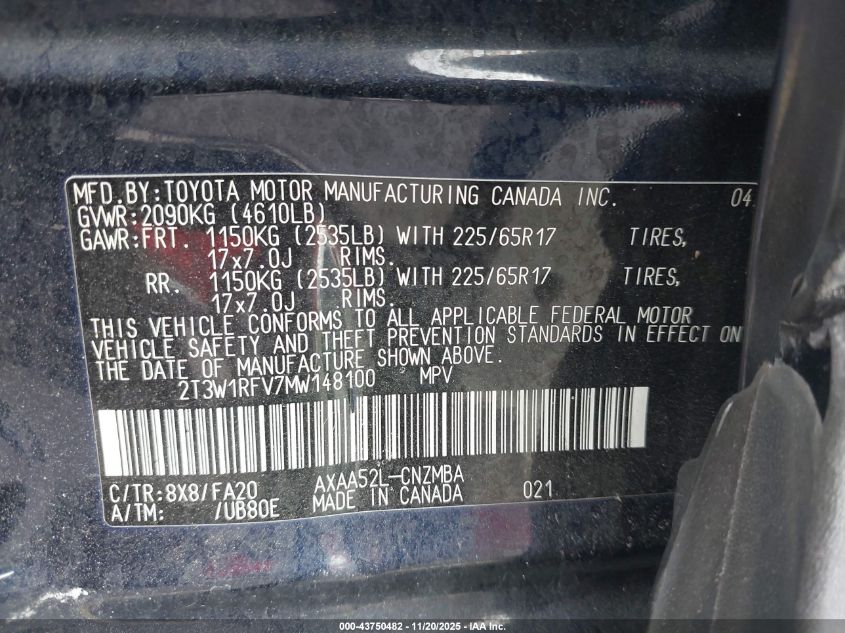 MFD.BY:TOYOTA MOTOR MANUFACTURING CANADA INC. 04
GVWR:2090KG (4610LB)
GAWR:FRT. 1150KG (2535LB) WITH 225/65R17 TIRES,
17x7.0J RIMS.
RR. 1150KG (2535LB) WITH 225/65R17 TIRES,
17x7.0J RIMS.
THIS VEHICLE CONFORMS TO ALL APPLICABLE FEDERAL MOTOR
VEHICLE SAFETY AND THEFT PREVENTION STANDARDS IN EFFECT ON
THE DATE OF MANUFACTURE SHOWN ABOVE.
2T3W1RFV7MW148100 MPV
C/TR:8X8/FA20 AXAA52L-CNZMBA
A/TM: /UB80E MADE IN CANADA 021
000-43750482 - 11/20/2025 - IAA Inc.